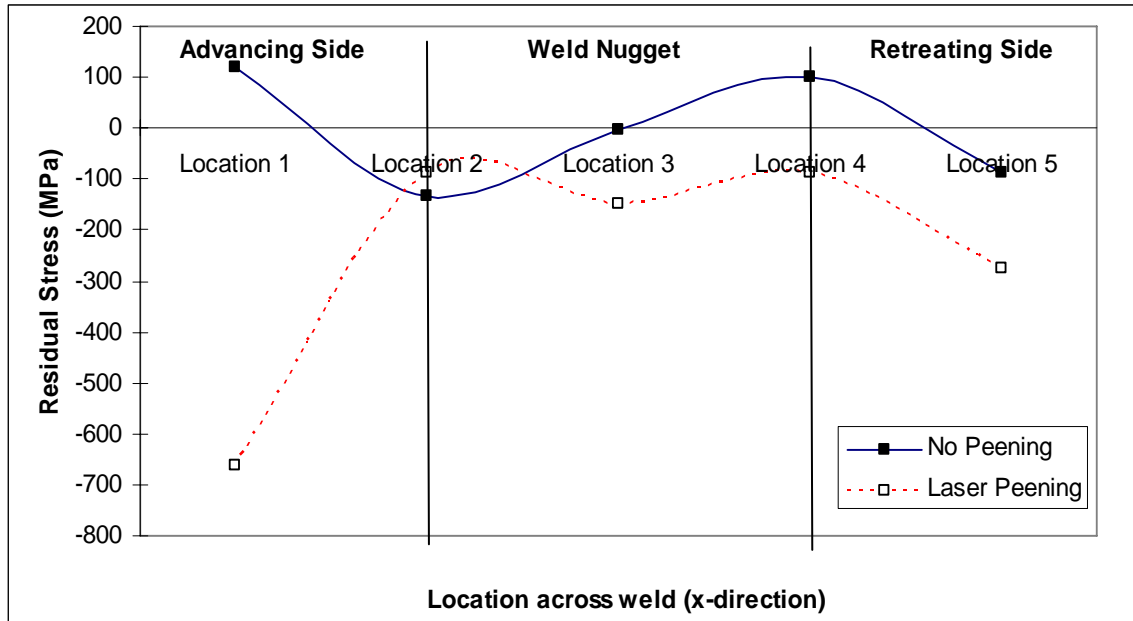 Advancing Side Weld Nugget Retreating Side
200
100
0
-100
-200
-300
-400
-500
-600
-700
-800
Residual Stress (MPa)
Location 1 Location 2 Location 3 Location 4 Location 5
No Peening
Laser Peening
Location across weld (x-direction)